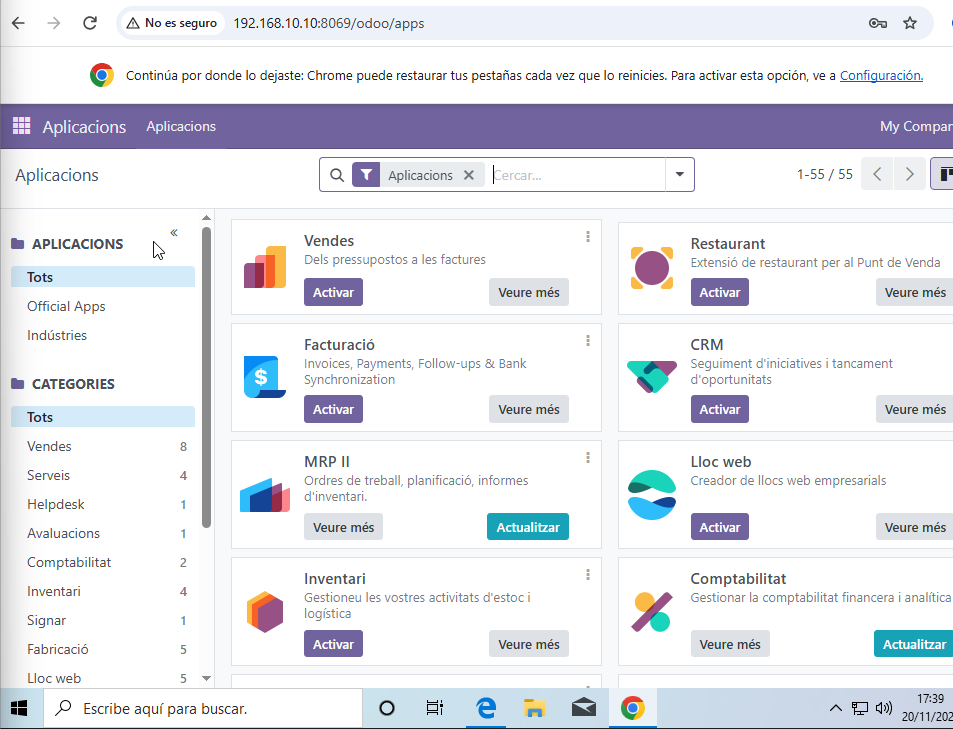 No es seguro
192.168.10.10:8069/odoo/apps
Continúa por donde lo dejaste: Chrome puede restaurar tus pestañas cada vez que lo reinicies. Para activar esta opción, ve a Configuración.
Aplicacions
Aplicacions
My Compan
Aplicacions
Aplicacions
Cercar...
1-55 / 55
APLICACIONS
Tots
Official Apps
Indústries
CATEGORIES
Tots
Vendes 8
Serveis 4
Helpdesk 1
Avaluacions 1
Comptabilitat 2
Inventari 4
Signar 1
Fabricació 5
Lloc web 5
Vendes
Dels pressupostos a les factures
Activar
Veure més
Restaurant
Extensió de restaurant per al Punt de Venda
Activar
Veure més
Facturació
Invoices, Payments, Follow-ups & Bank
Synchronization
Activar
Veure més
CRM
Seguiment d'iniciatives i tancament
d'oportunitats
Activar
Veure més
MRP II
Ordres de treball, planificació, informes
d'inventari.
Veure més
Actualitzar
Lloc web
Creador de llocs web empresarials
Activar
Veure més
Inventari
Gestioneu les vostres activitats d'estoc i
logística
Activar
Veure més
Comptabilitat
Gestionar la comptabilitat financera i analítica
Veure més
Actualitzar
Escribe aquí para buscar.
17:39
20/11/202